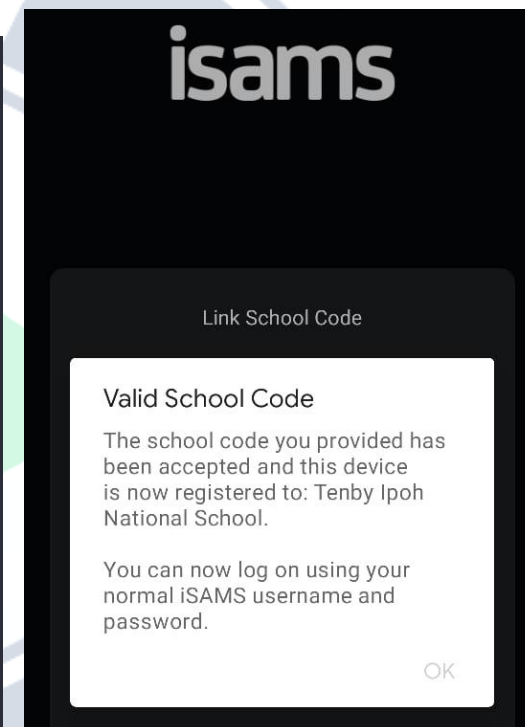 isams
Link School Code
Valid School Code
The school code you provided has
been accepted and this device
is now registered to: Tenby Ipoh
National School.
You can now log on using your
normal iSAMS username and
password.
OK